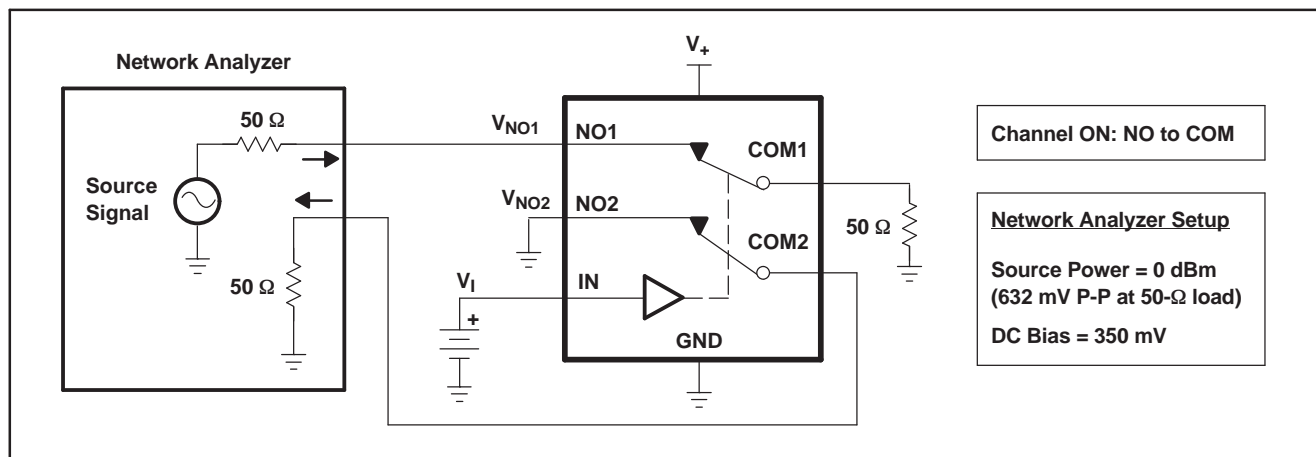 Network Analyzer
50 Ω
Source
Signal
50 Ω
V+
VNO1
NO1
COM1
VNO2
NO2
COM2
50 Ω
VI
IN
+
GND
Channel ON: NO to COM
Network Analyzer Setup
Source Power = 0 dBm
(632 mV P-P at 50-Ω load)
DC Bias = 350 mV